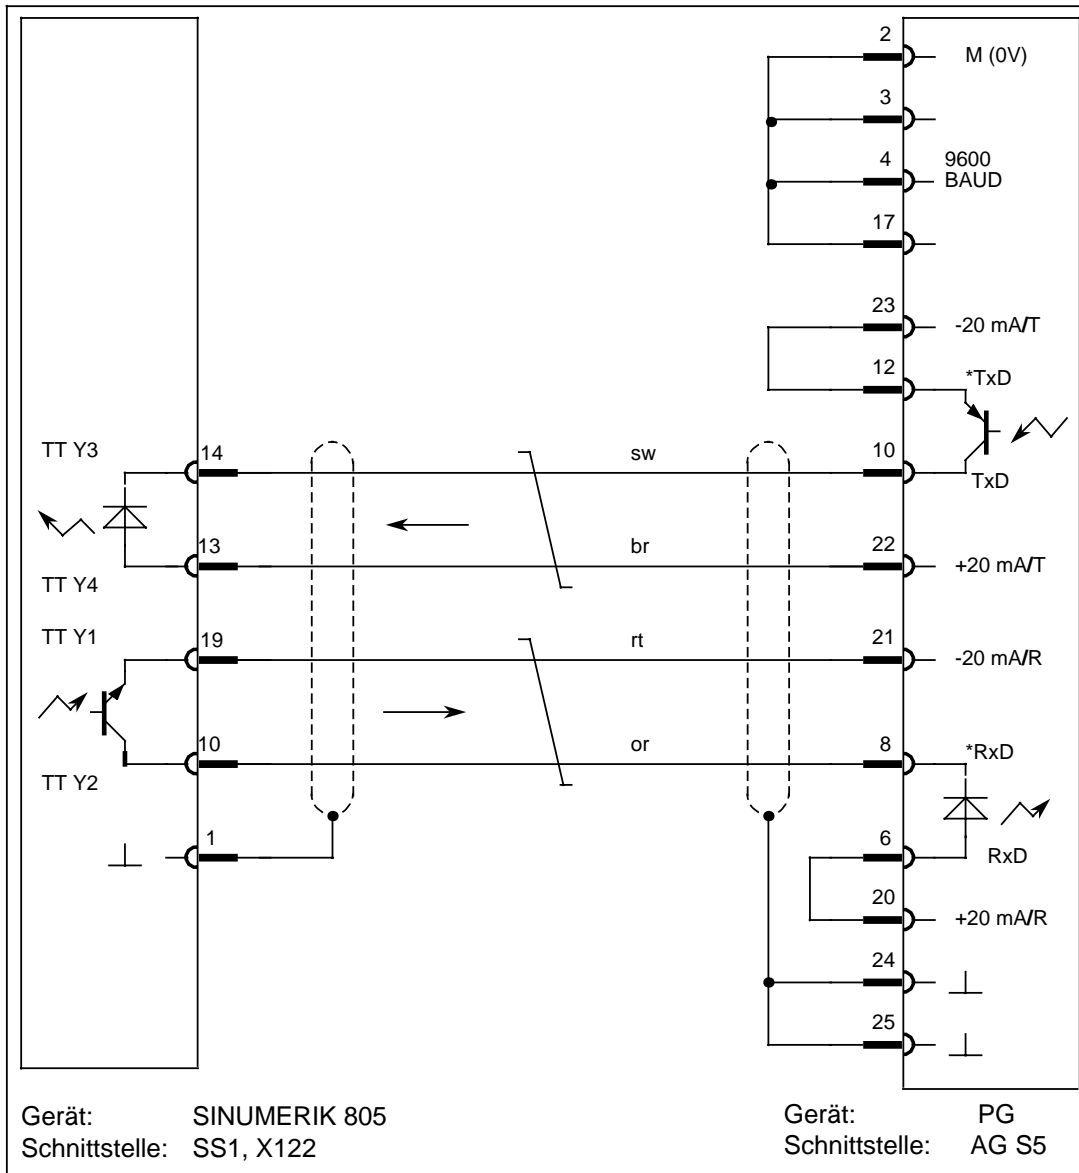 2
M (0V)
3
4
9600
BAUD
17
23
-20 mA/T
12
*TxD
TT Y3
14
sw
10
TxD
13
br
22
+20 mA/T
TT Y4
TT Y1
19
rt
21
-20 mA/R
10
or
8
*RxD
TT Y2
1
6
RxD
20
+20 mA/R
24
25
Gerät: SINUMERIK 805
Schnittstelle: SS1, X122
Gerät: PG
Schnittstelle: AG S5